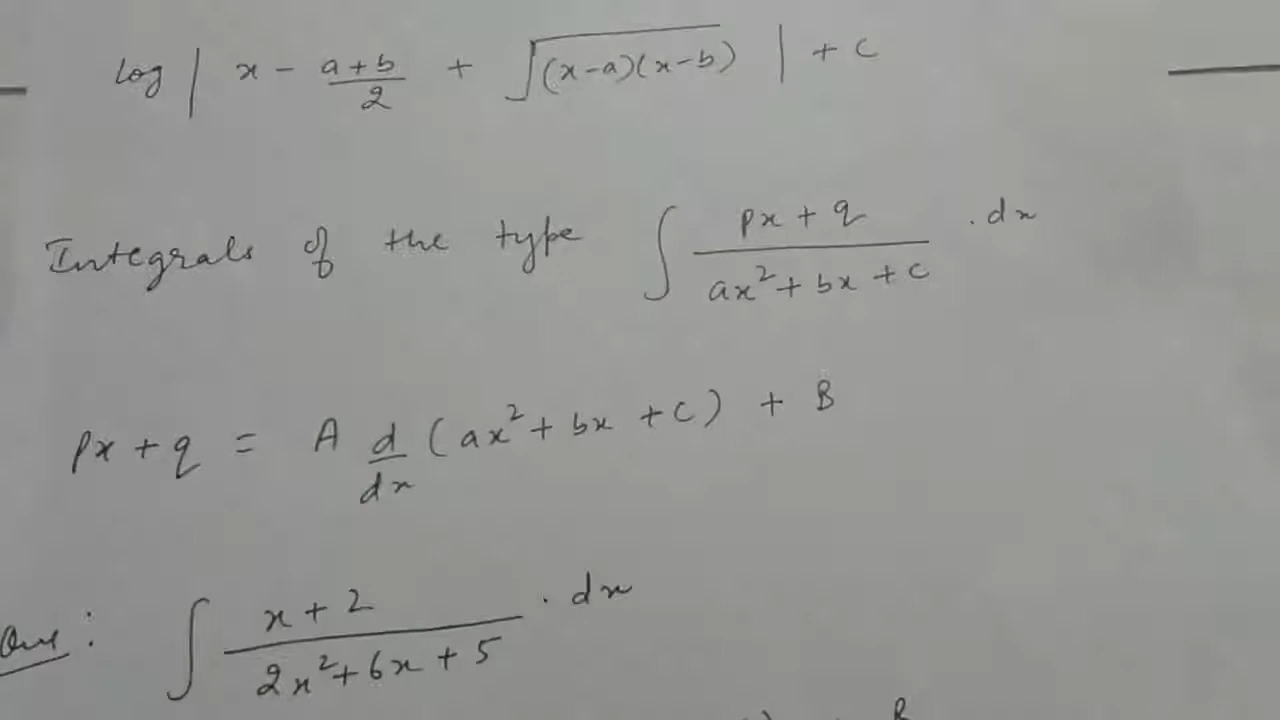 log | x - a+b/2 + √(x-a)(x-b) | + c
Integrals of the type ∫ px + q / ax² + bx + c . dx
px + q = A d/dx (ax² + bx + c) + B
Que: ∫ x + 2 / 2x² + 6x + 5 . dx